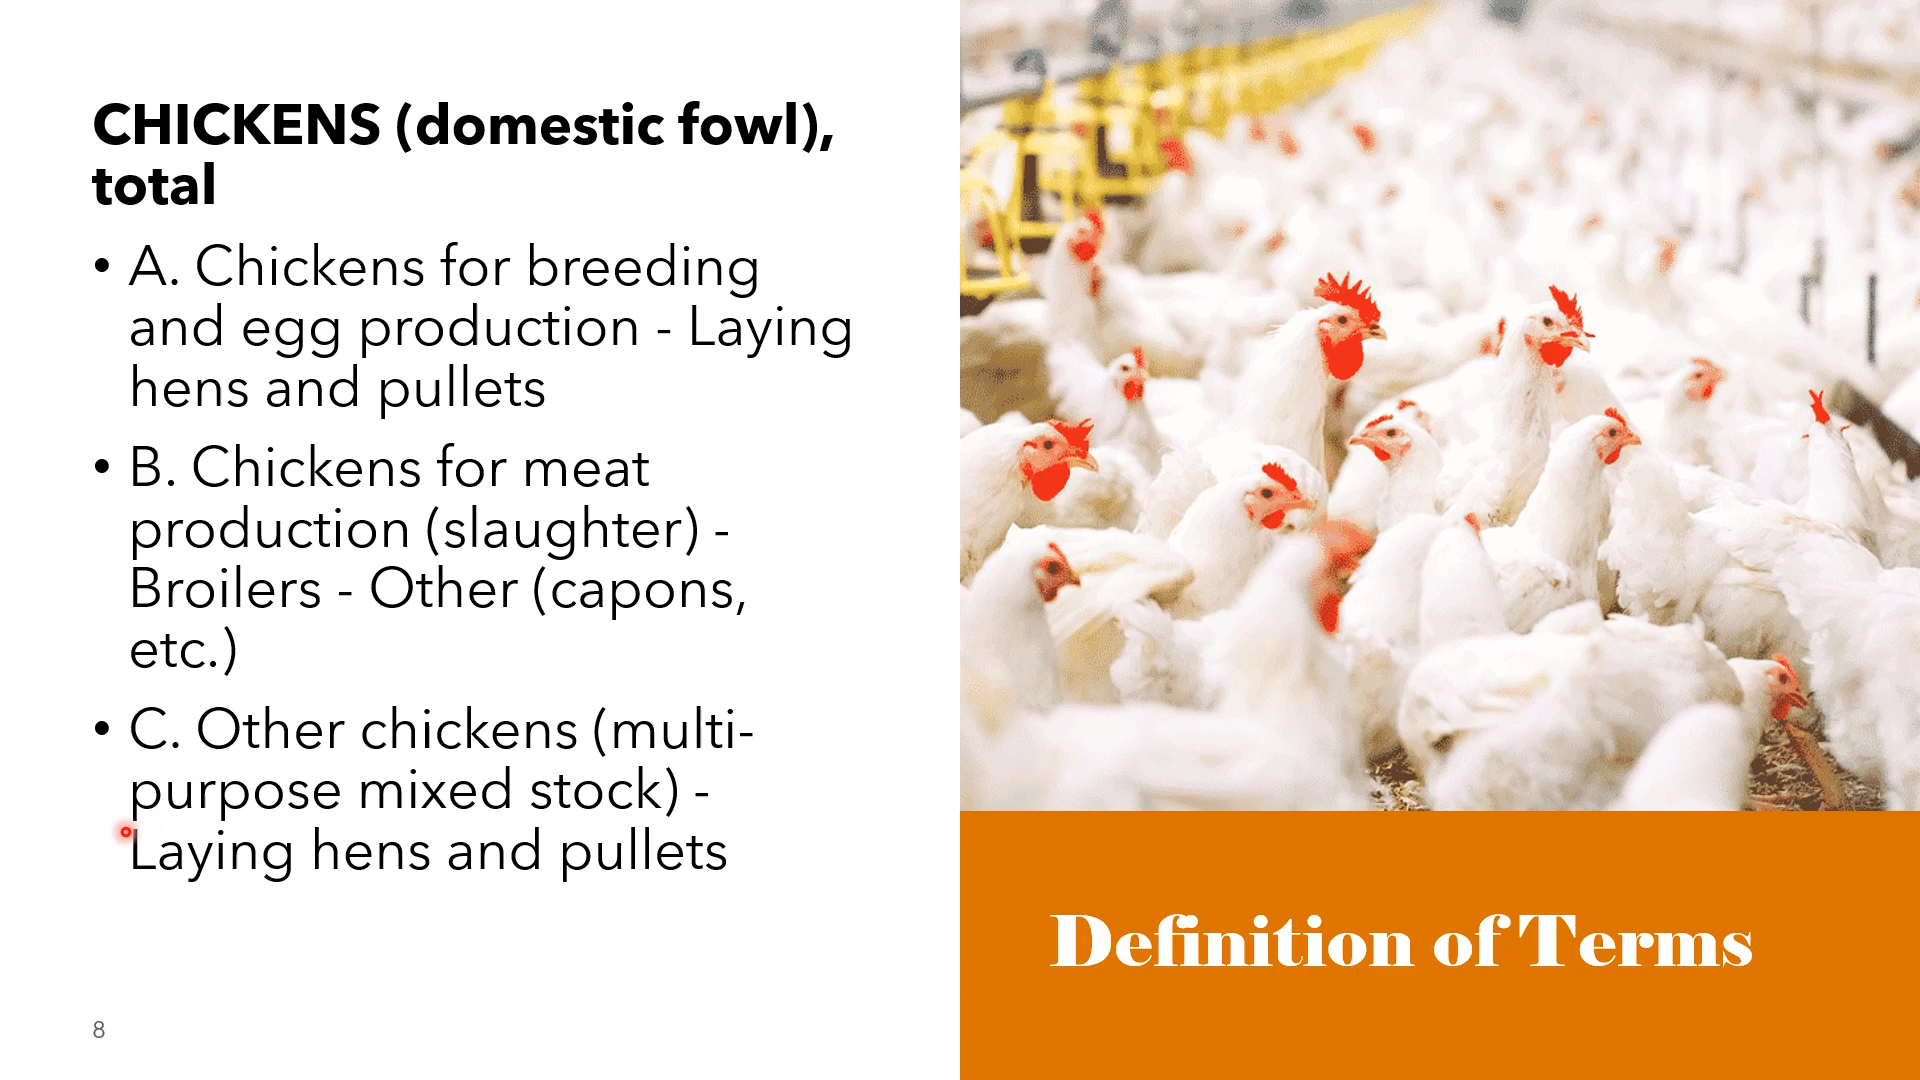 CHICKENS (domestic fowl),
total
• A. Chickens for breeding
and egg production - Laying
hens and pullets
• B. Chickens for meat
production (slaughter) -
Broilers - Other (capons,
etc.)
• C. Other chickens (multi-
purpose mixed stock) -
Laying hens and pullets
Definition of Terms
8